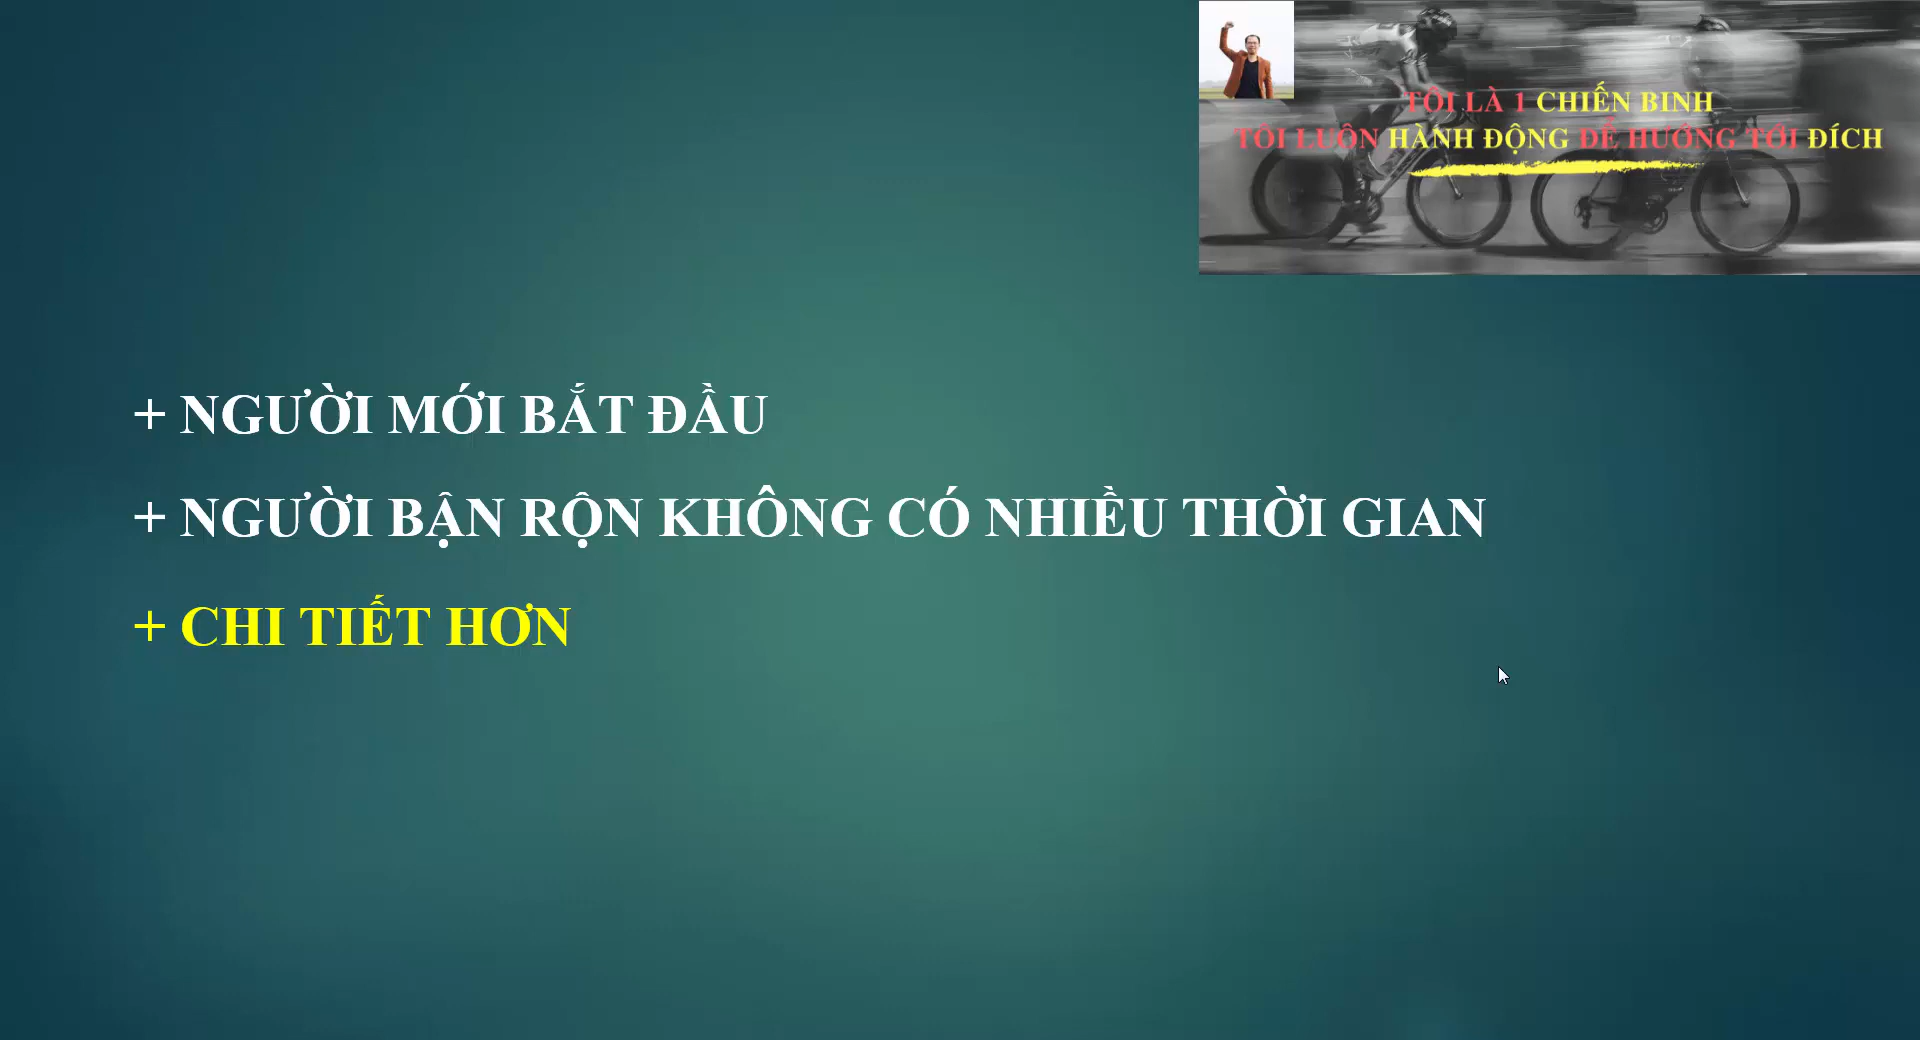 TÔI LÀ 1 CHIẾN BINH
TÔI LUÔN HÀNH ĐỘNG ĐỂ HƯỚNG TỚI ĐÍCH
+ NGƯỜI MỚI BẮT ĐẦU
+ NGƯỜI BẬN RỘN KHÔNG CÓ NHIỀU THỜI GIAN
+ CHI TIẾT HƠN